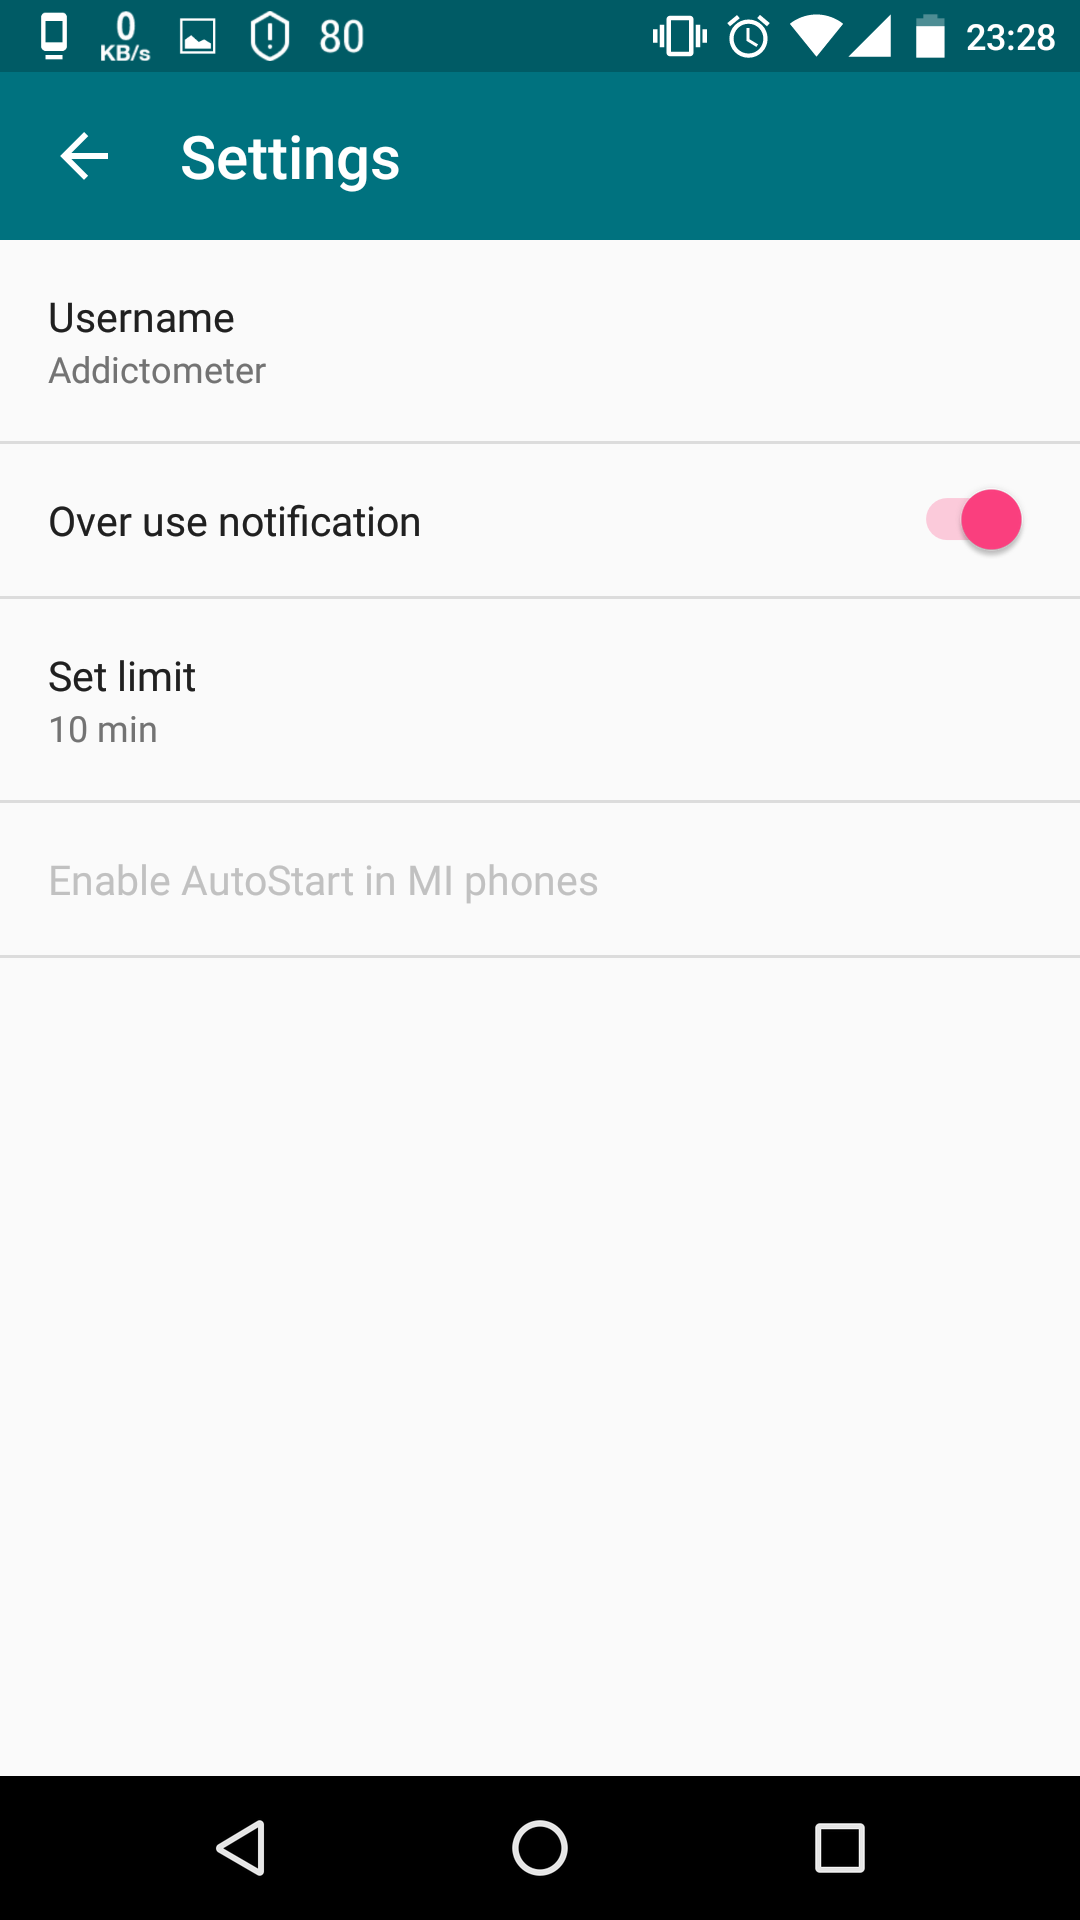 0
KB/s
80
23:28
Settings
Username
Addictometer
Over use notification
Set limit
10 min
Enable AutoStart in MI phones